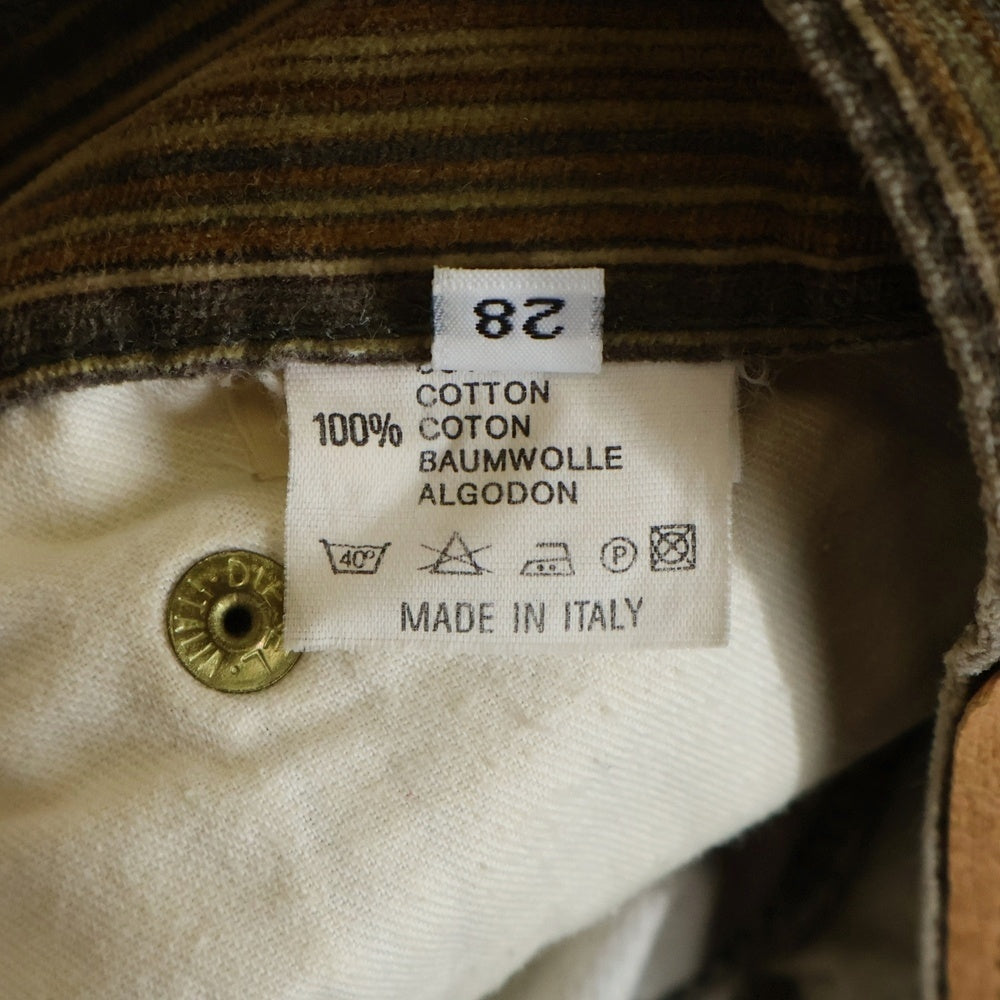 28
COTTON
100% COTON
BAUMWOLLE
ALGODON
40°
P
MADE IN ITALY